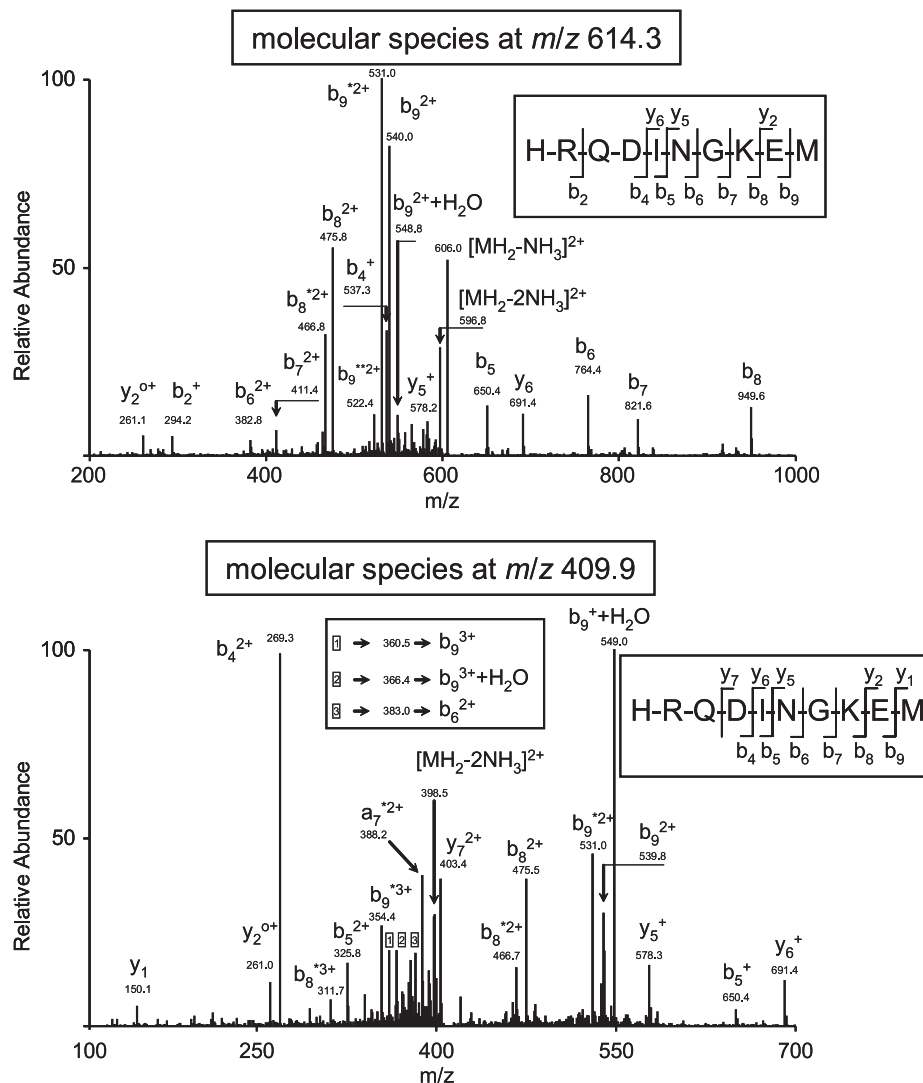 molecular species at m/z 614.3
100
50
0
Relative Abundance
b9*2+
531.0
b9 2+
540.0
b9 2++H2O
548.8
b8 2+
475.8
606.0
[MH2-NH3]2+
b4+
537.3
[MH2-2NH3]2+
596.8
b8*2+
466.8
b7 2+
411.4
b9**2+
522.4
y5+
578.2
b5
650.4
y6
691.4
b6
764.4
b7
821.6
b8
949.6
y2o+
261.1
b2+
294.2
b6 2+
382.8
y6 y5 y2
H-R-Q-D-I-N-G-K-E-M
b2 b4 b5 b6 b7 b8 b9
200 400 600 800 1000
m/z
molecular species at m/z 409.9
100
50
0
Relative Abundance
b4 2+
269.3
1 → 360.5 → b9 3+
2 → 366.4 → b9 3++H2O
3 → 383.0 → b6 2+
b9++H2O
549.0
y7 y6 y5 y2 y1
H-R-Q-D-I-N-G-K-E-M
b4 b5 b6 b7 b8 b9
[MH2-2NH3]2+
398.5
a7*2+
388.2
y7 2+
403.4
b8 2+
475.5
b9*2+
531.0
b9 2+
539.8
b9*3+
354.4
1 2 3
y2o+
261.0
b5 2+
325.8
b8*3+
311.7
b8*2+
466.7
y5+
578.3
b5+
650.4
y6+
691.4
y1
150.1
100 250 400 550 700
m/z